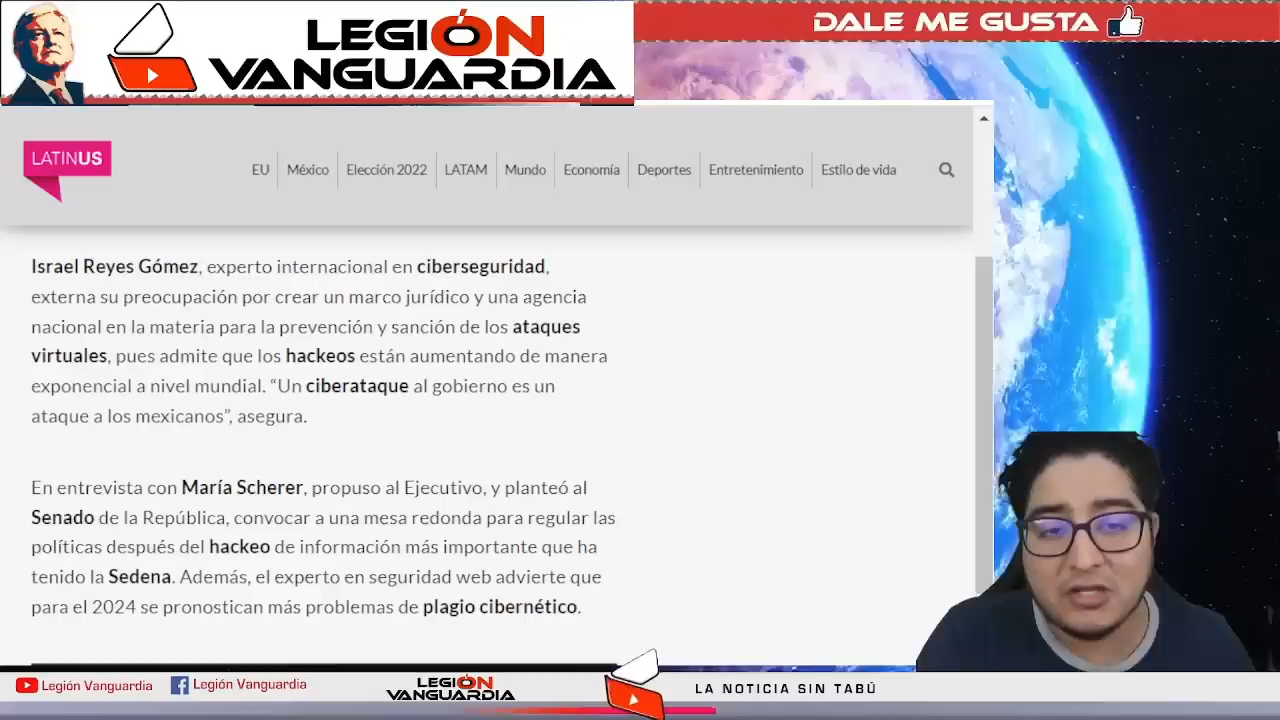 LEGIÓN
VANGUARDIA
DALE ME GUSTA
LATINUS
EU México Elección 2022 LATAM Mundo Economía Deportes Entretenimiento Estilo de vida
Israel Reyes Gómez, experto internacional en ciberseguridad,
externa su preocupación por crear un marco jurídico y una agencia
nacional en la materia para la prevención y sanción de los ataques
virtuales, pues admite que los hackeos están aumentando de manera
exponencial a nivel mundial. “Un ciberataque al gobierno es un
ataque a los mexicanos”, asegura.
En entrevista con María Scherer, propuso al Ejecutivo, y planteó al
Senado de la República, convocar a una mesa redonda para regular las
políticas después del hackeo de información más importante que ha
tenido la Sedena. Además, el experto en seguridad web advierte que
para el 2024 se pronostican más problemas de plagio cibernético.
Legión Vanguardia
Legión Vanguardia
LEGIÓN
VANGUARDIA
LA NOTICIA SIN TABÚ